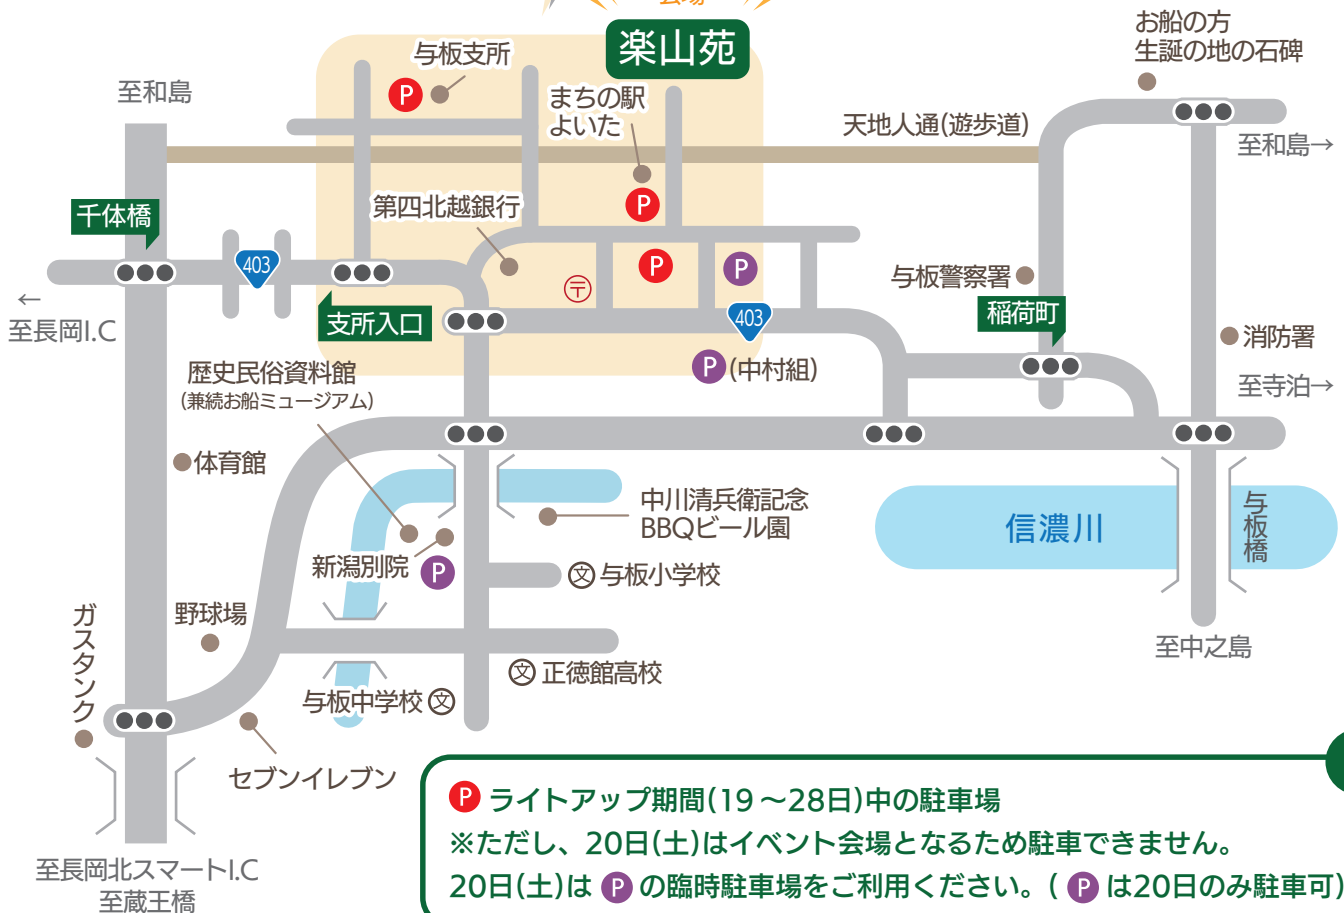 会場
楽山苑
お船の方
生誕の地の石碑
与板支所
P
至和島
まちの駅
よいた
天地人通(遊歩道)
至和島→
P
第四北越銀行
千体橋
403
P
P
与板警察署
←
至長岡I.C
〒
支所入口
403
稲荷町
消防署
P(中村組)
至寺泊→
歴史民俗資料館
(兼続お船ミュージアム)
体育館
中川清兵衛記念
BBQビール園
信濃川
与板橋
新潟別院
P
文 与板小学校
ガスタンク
野球場
至中之島
文 正徳館高校
与板中学校 文
セブンイレブン
P ライトアップ期間(19～28日)中の駐車場
※ただし、20日(土)はイベント会場となるため駐車できません。
20日(土)は P の臨時駐車場をご利用ください。( P は20日のみ駐車可)
至長岡北スマートI.C
至蔵王橋